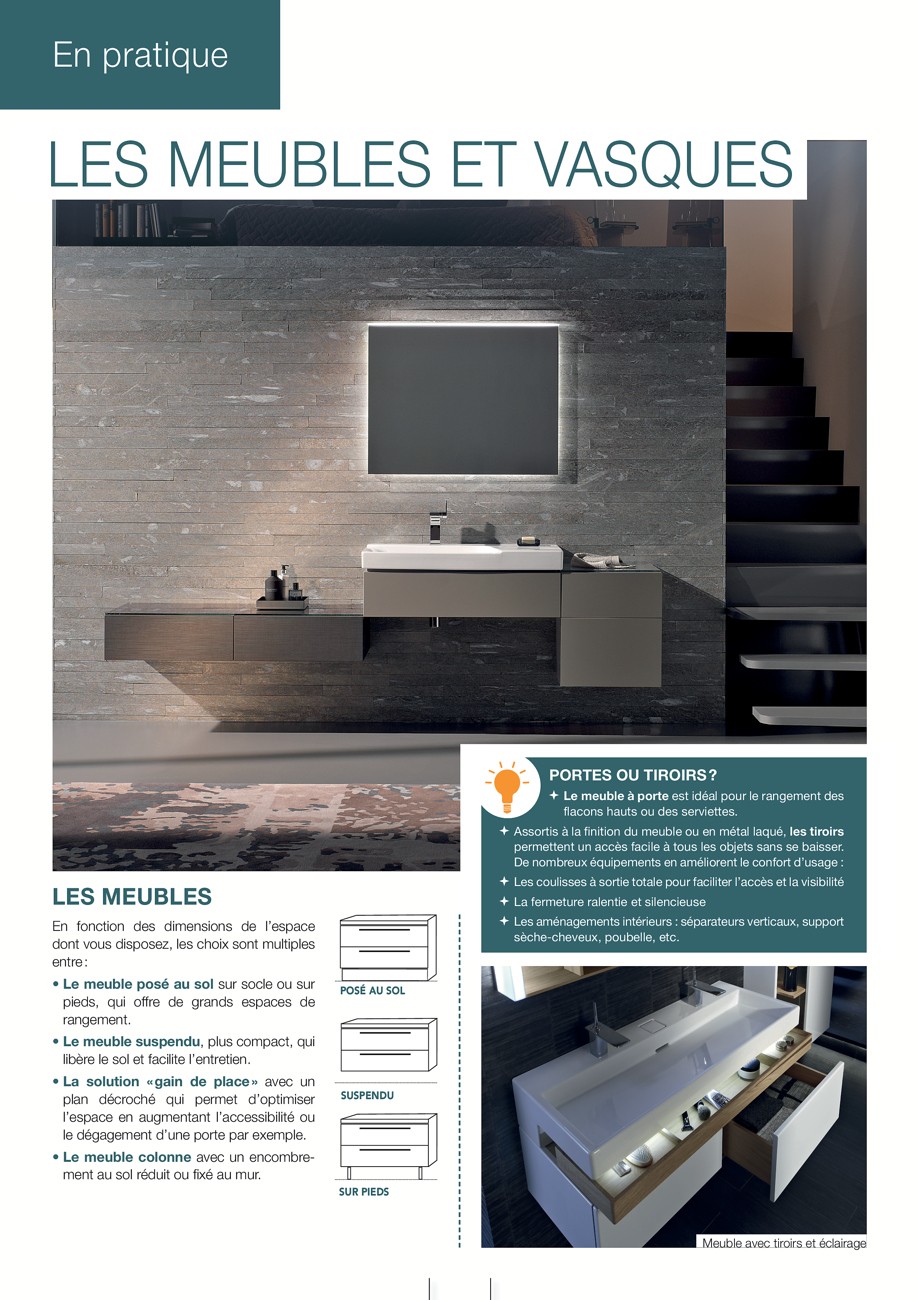 En pratique
LES MEUBLES ET VASQUES
PORTES OU TIROIRS ?
Le meuble à porte est idéal pour le rangement des
flacons hauts ou des serviettes.
Assortis à la finition du meuble ou en métal laqué, les tiroirs
permettent un accès facile à tous les objets sans se baisser.
De nombreux équipements en améliorent le confort d'usage :
Les coulisses à sortie totale pour faciliter l'accès et la visibilité
La fermeture ralentie et silencieuse
Les aménagements intérieurs : séparateurs verticaux, support
sèche-cheveux, poubelle, etc.
LES MEUBLES
En fonction des dimensions de l'espace
dont vous disposez, les choix sont multiples
entre :
• Le meuble posé au sol sur socle ou sur
pieds, qui offre de grands espaces de
rangement.
• Le meuble suspendu, plus compact, qui
libère le sol et facilite l'entretien.
• La solution «gain de place» avec un
plan décroché qui permet d'optimiser
l'espace en augmentant l'accessibilité ou
le dégagement d'une porte par exemple.
• Le meuble colonne avec un encombre-
ment au sol réduit ou fixé au mur.
POSÉ AU SOL
SUSPENDU
SUR PIEDS
Meuble avec tiroirs et éclairage